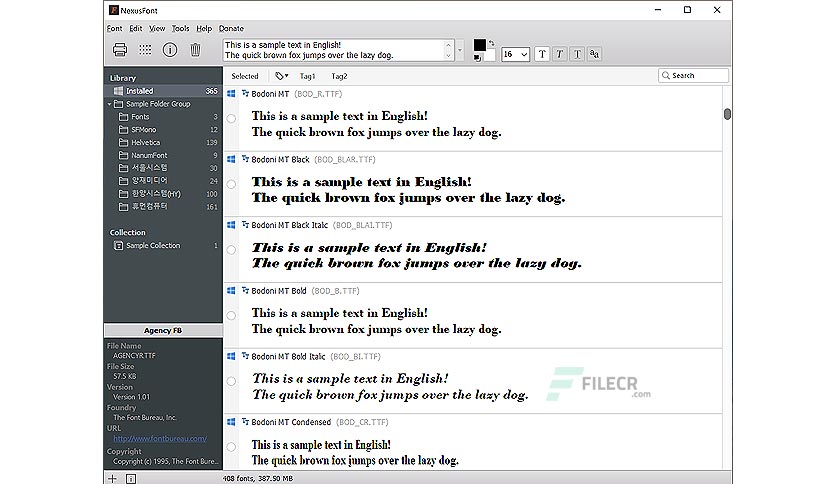 NexusFont
Font Edit View Tools Help Donate
This is a sample text in English!
The quick brown fox jumps over the lazy dog.
16 T T T aa
Selected Tag1 Tag2 Search
Library
Installed 365
Sample Folder Group
Fonts 3
SFMono 12
Helvetica 139
NanumFont 9
서울시스템 30
양재미디어 24
한양시스템(HY) 100
휴먼컴퓨터 161
Collection
Sample Collection 1
Agency FB
File Name
AGENCYR.TTF
File Size
57.5 KB
Version
Version 1.01
Foundry
The Font Bureau, Inc.
URL
http://www.fontbureau.com/
Copyright
Copyright (c) 1995, The Font Bure...
Bodoni MT (BOD_R.TTF)
This is a sample text in English!
The quick brown fox jumps over the lazy dog.
Bodoni MT Black (BOD_BLAR.TTF)
This is a sample text in English!
The quick brown fox jumps over the lazy dog.
Bodoni MT Black Italic (BOD_BLAI.TTF)
This is a sample text in English!
The quick brown fox jumps over the lazy dog.
Bodoni MT Bold (BOD_B.TTF)
This is a sample text in English!
The quick brown fox jumps over the lazy dog.
Bodoni MT Bold Italic (BOD_BI.TTF)
This is a sample text in English!
The quick brown fox jumps over the lazy dog.
FILECR
.com
Bodoni MT Condensed (BOD_CR.TTF)
This is a sample text in English!
The quick brown fox jumps over the lazy dog.
408 fonts, 387.50 MB